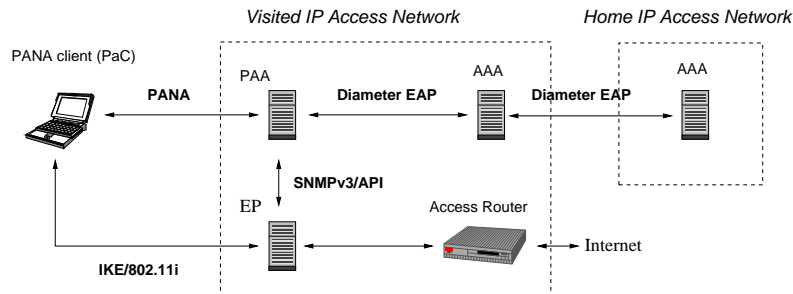 Visited IP Access Network
Home IP Access Network
PANA client (PaC)
PAA
AAA
AAA
PANA
Diameter EAP
Diameter EAP
SNMPv3/API
EP
Access Router
Internet
IKE/802.11i